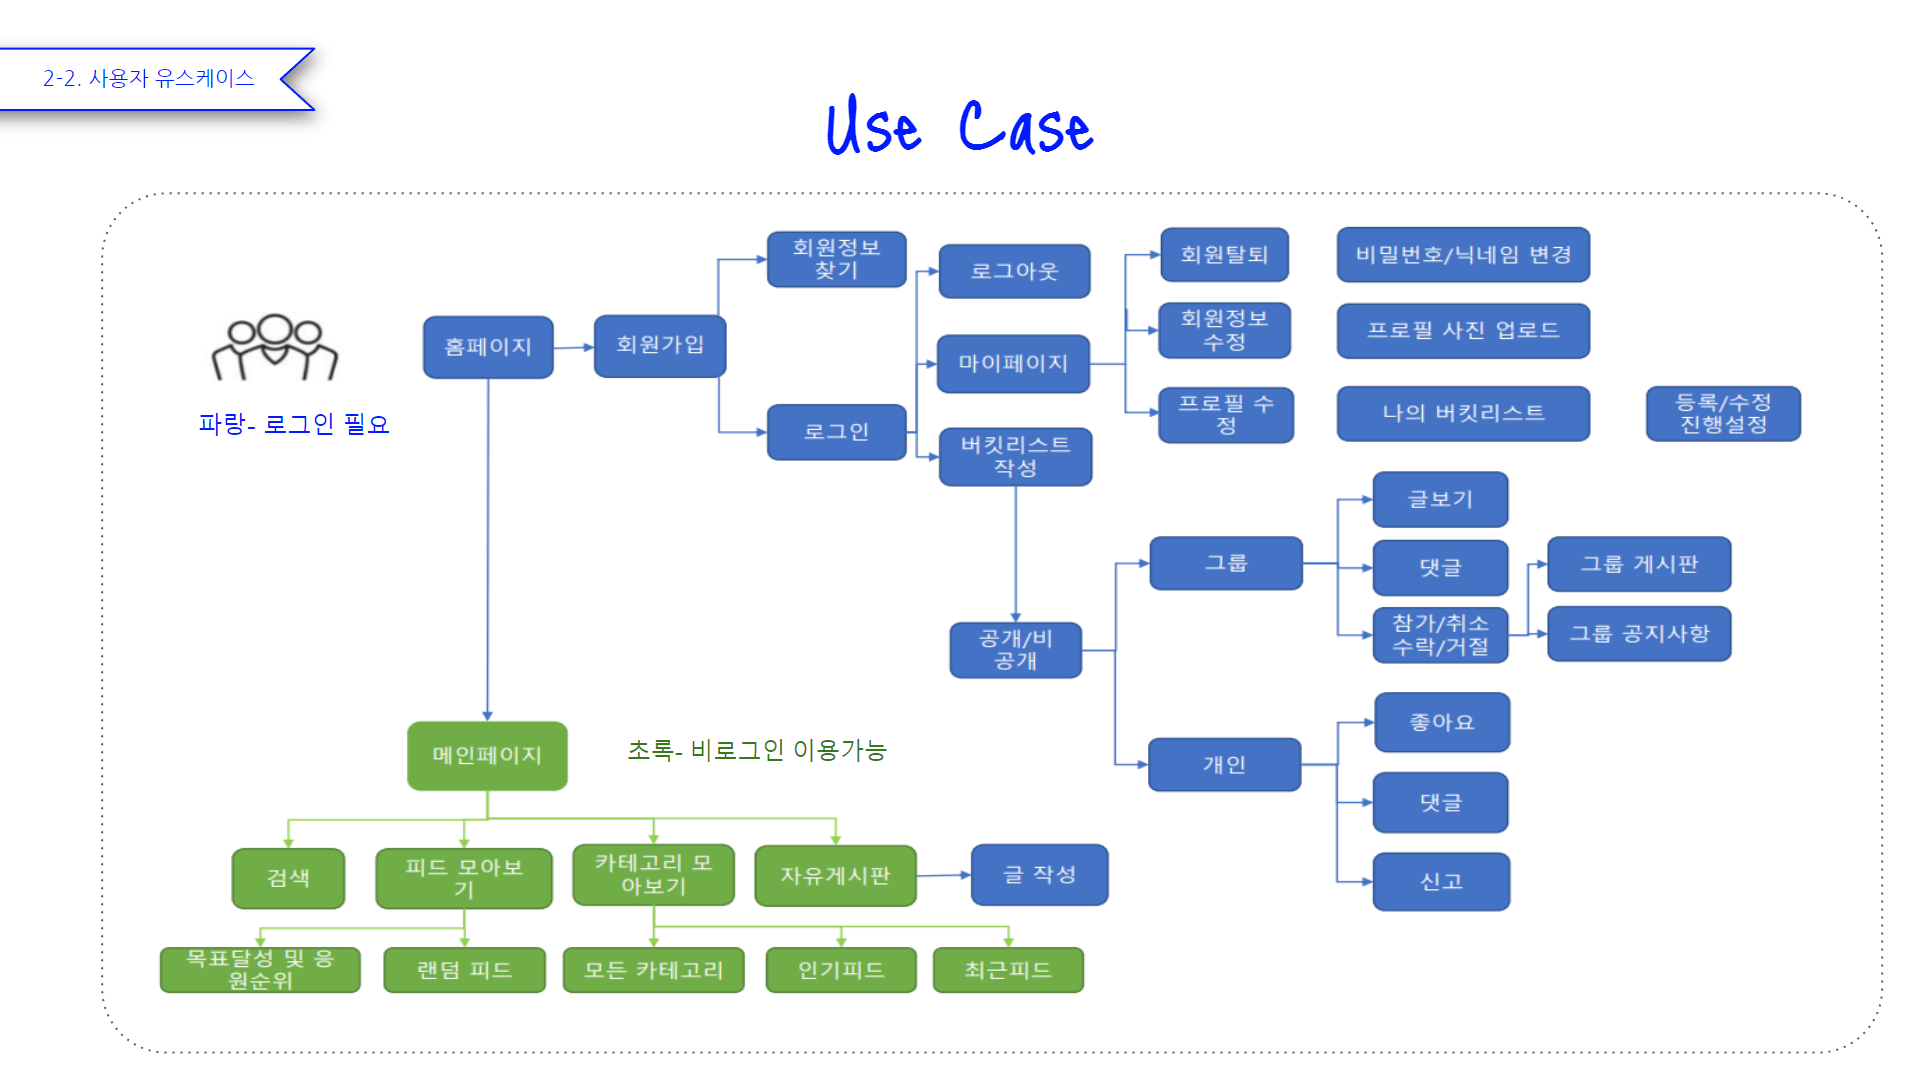 2-2. 사용자 유스케이스
Use Case
파랑- 로그인 필요
홈페이지
회원가입
회원정보
찾기
로그인
로그아웃
마이페이지
버킷리스트
작성
회원탈퇴
회원정보
수정
프로필 수
정
비밀번호/닉네임 변경
프로필 사진 업로드
나의 버킷리스트
등록/수정
진행설정
공개/비
공개
그룹
글보기
댓글
참가/취소
수락/거절
그룹 게시판
그룹 공지사항
개인
좋아요
댓글
신고
메인페이지
초록- 비로그인 이용가능
검색
피드 모아보
기
카테고리 모
아보기
자유게시판
글 작성
목표달성 및 응
원순위
랜덤 피드
모든 카테고리
인기피드
최근피드